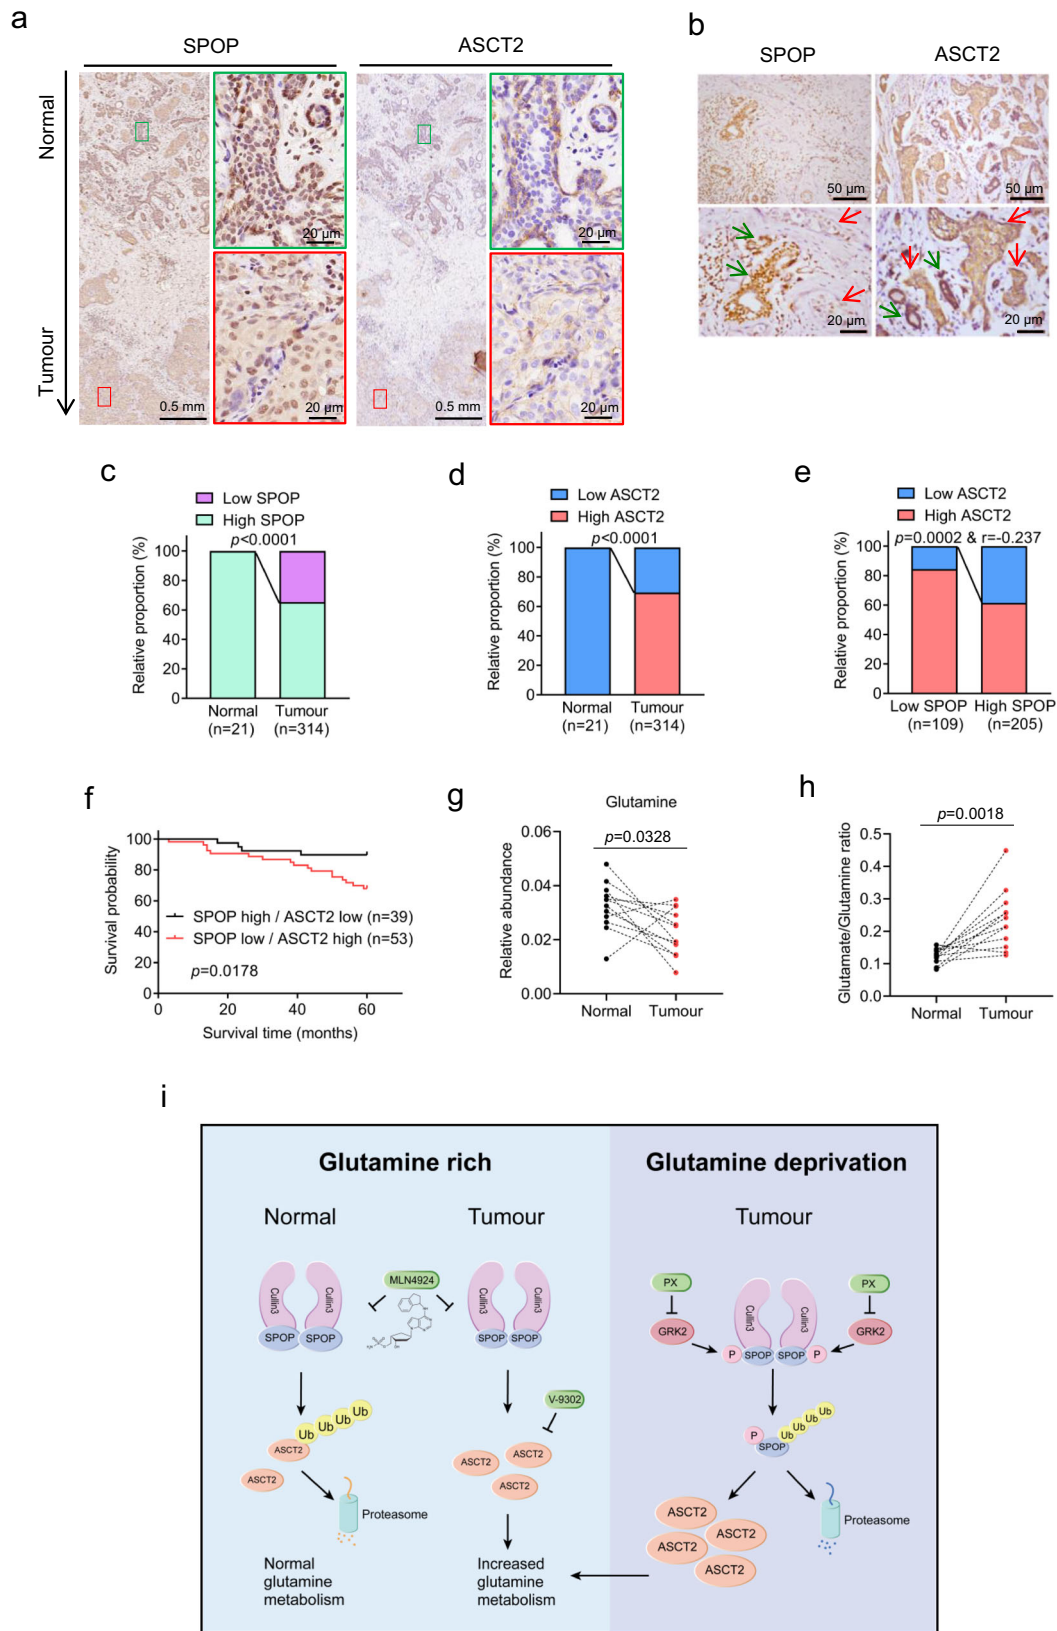 a
SPOP
ASCT2
Normal
Tumour
20 µm
20 µm
0.5 mm
20 µm
0.5 mm
20 µm
b
SPOP
ASCT2
50 µm
50 µm
20 µm
20 µm
c
Low SPOP
High SPOP
p<0.0001
Relative proportion (%)
100
80
60
40
20
0
Normal
(n=21)
Tumour
(n=314)
d
Low ASCT2
High ASCT2
p<0.0001
Relative proportion (%)
100
80
60
40
20
0
Normal
(n=21)
Tumour
(n=314)
e
Low ASCT2
High ASCT2
p=0.0002 & r=-0.237
Relative proportion (%)
100
80
60
40
20
0
Low SPOP
(n=109)
High SPOP
(n=205)
f
Survival probability
100
80
60
40
20
0
SPOP high / ASCT2 low (n=39)
SPOP low / ASCT2 high (n=53)
p=0.0178
0 20 40 60
Survival time (months)
g
Glutamine
p=0.0328
Relative abundance
0.06
0.04
0.02
0.00
Normal Tumour
h
p=0.0018
Glutamate/Glutamine ratio
0.5
0.4
0.3
0.2
0.1
0.0
Normal Tumour
i
Glutamine rich
Glutamine deprivation
Normal
Tumour
Tumour
Cullin3
Cullin3
SPOP
SPOP
MLN4924
Cullin3
Cullin3
SPOP
SPOP
PX
GRK2
P
Cullin3
Cullin3
SPOP
SPOP
P
PX
GRK2
Ub
Ub
Ub
Ub
ASCT2
ASCT2
Proteasome
Normal
glutamine
metabolism
V-9302
ASCT2
ASCT2
ASCT2
Increased
glutamine
metabolism
P
SPOP
Ub
Ub
Ub
Ub
ASCT2
ASCT2
ASCT2
ASCT2
Proteasome